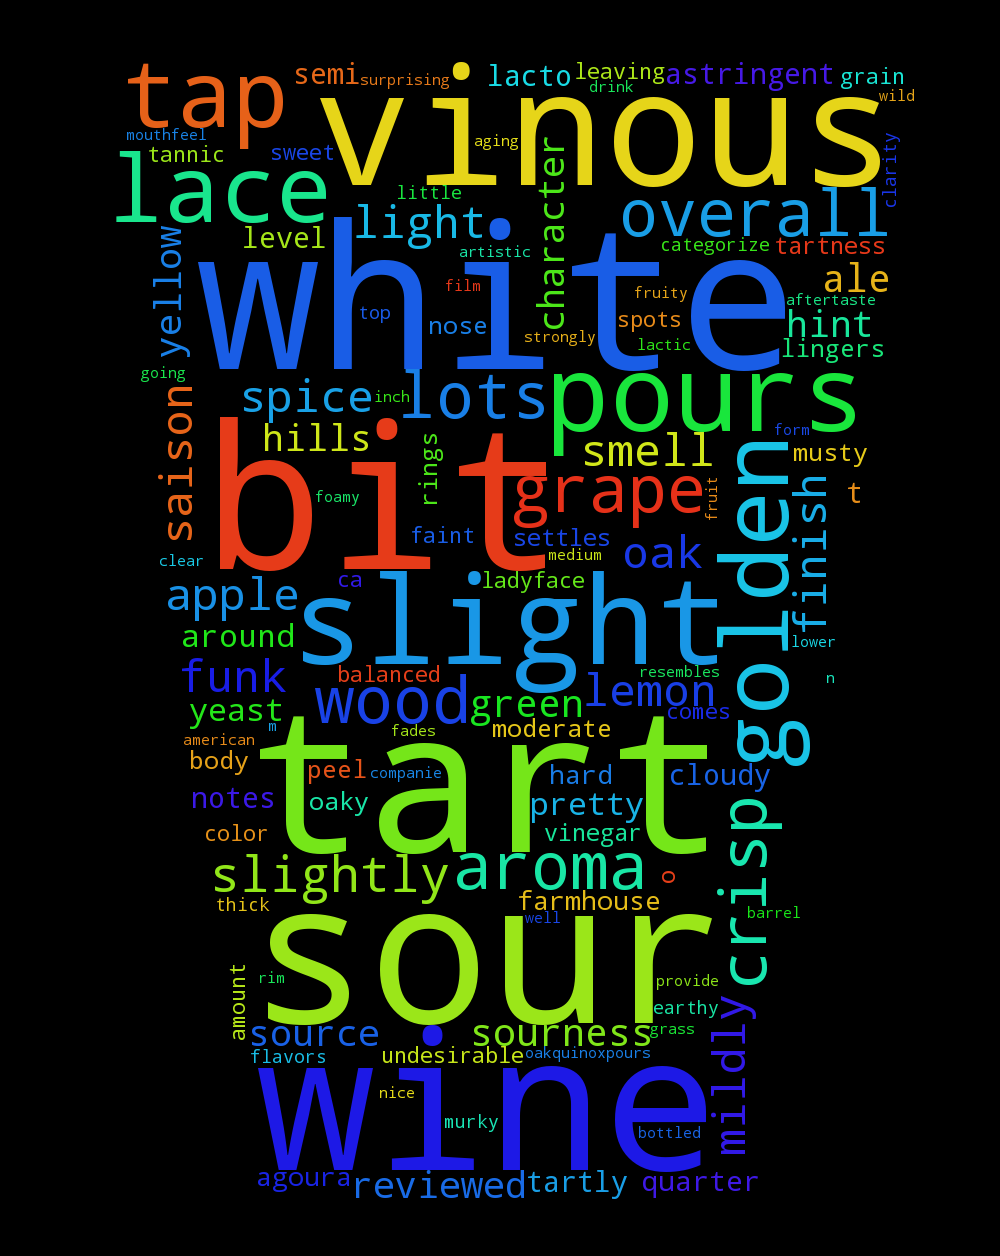 tap
semi
surprising
vinous
lacto
leaving
drink
astringent
grain
wild
mouthfeel
tannic
sweet
aging
character
clarity
lace
little
light
overall
level
yellow
white
artistic
categorize
tartness
ale
film
fruity
aftertaste
top
nose
spots
hint
strongly
lactic
lingers
going
saison
spice
inch
lots
pours
hills
rings
smell
form
musty
golden
bit
foamy
grape
fruit
t
finish
faint
settles
oak
medium
clear
ca
ladyface
apple
slight
around
lower
funk
balanced
resembles
n
wood
green
lemon
yeast
comes
m
fades
moderate
american
tart
body
peel
companie
hard
cloudy
notes
oaky
pretty
crisp
color
vinegar
slightly
aroma
o
thick
farmhouse
well
barrel
sour
amount
rim
provide
earthy
source
sourness
grass
mildly
flavors
undesirable
oakquinoxpours
wine
nice
murky
bottled
agoura
reviewed
tartly
quarter